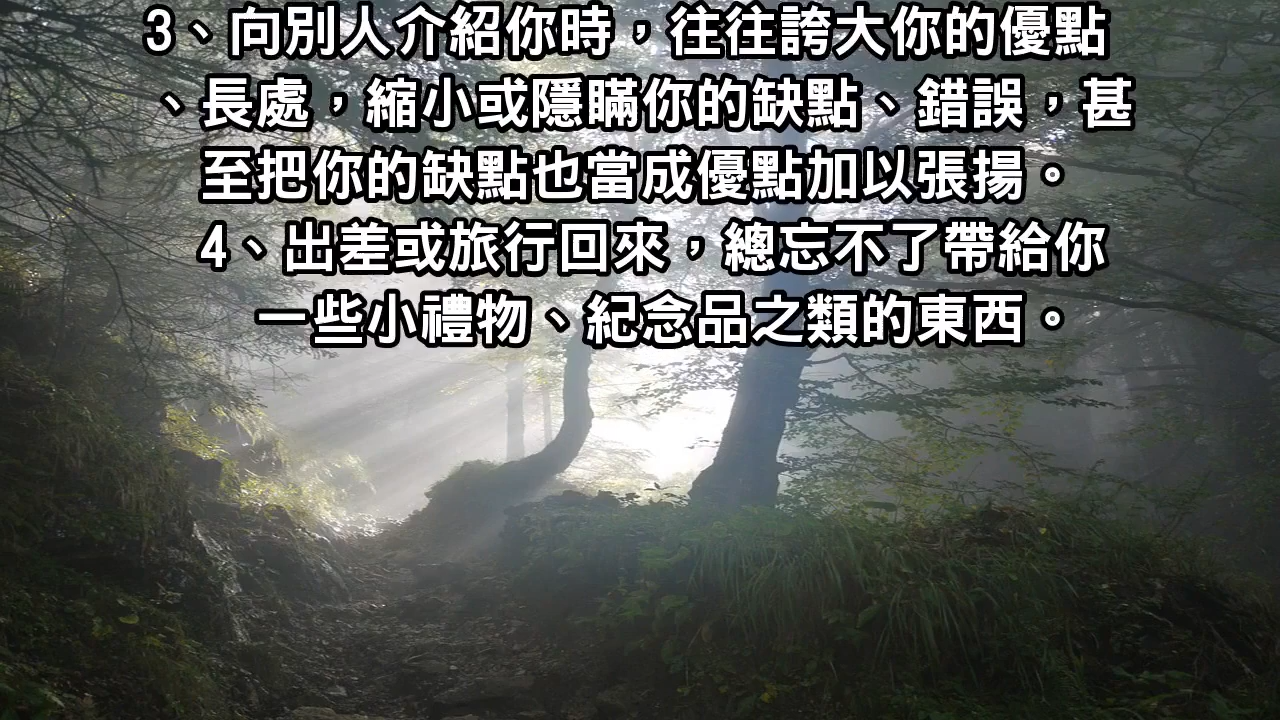 3、向別人介紹你時，往往誇大你的優點
、長處，縮小或隱瞞你的缺點、錯誤，甚
至把你的缺點也當成優點加以張揚。
4、出差或旅行回來，總忘不了帶給你
一些小禮物、紀念品之類的東西。